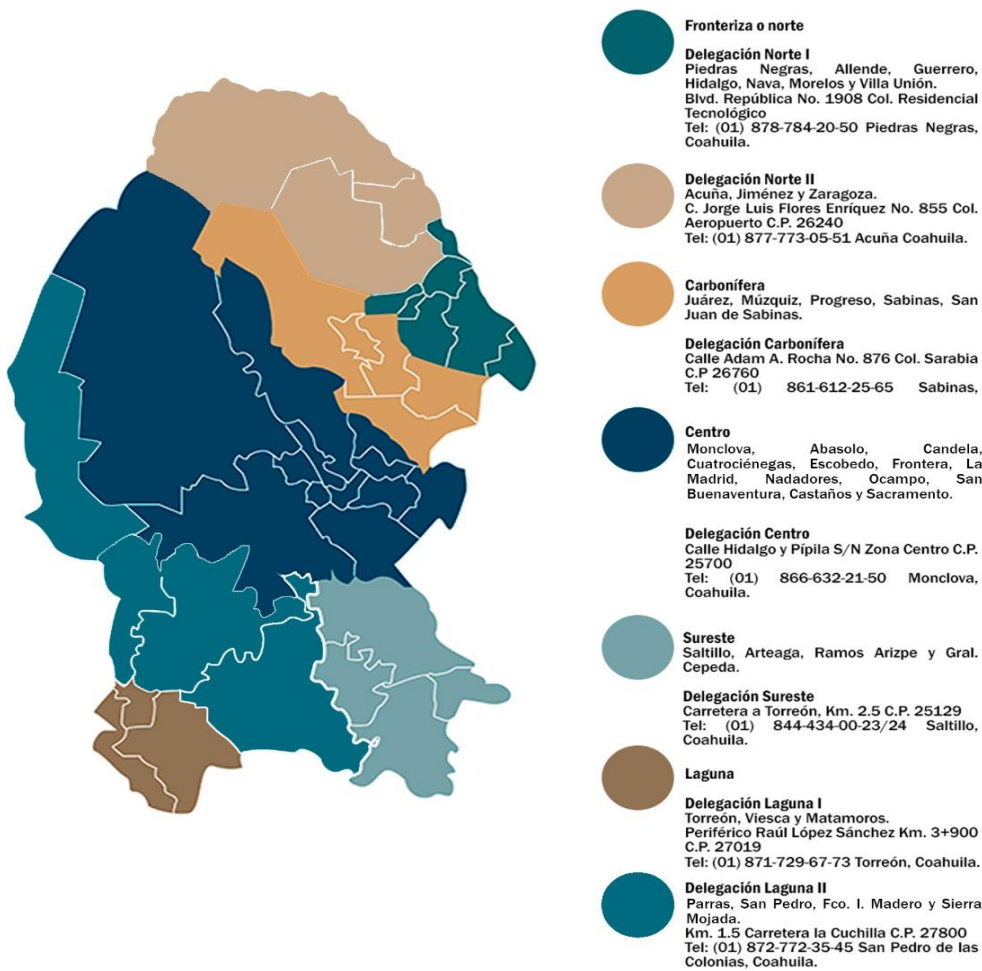 Fronteriza o norte
Delegación Norte I
Piedras Negras, Allende, Guerrero,
Hidalgo, Nava, Morelos y Villa Unión.
Blvd. República No. 1908 Col. Residencial
Tecnológico
Tel: (01) 878-784-20-50 Piedras Negras,
Coahuila.
Delegación Norte II
Acuña, Jiménez y Zaragoza.
C. Jorge Luis Flores Enríquez No. 855 Col.
Aeropuerto C.P. 26240
Tel: (01) 877-773-05-51 Acuña Coahuila.
Carbonífera
Juárez, Múzquiz, Progreso, Sabinas, San
Juan de Sabinas.
Delegación Carbonífera
Calle Adam A. Rocha No. 876 Col. Sarabia
C.P 26760
Tel: (01) 861-612-25-65 Sabinas,
Centro
Monclova, Abasolo, Candela,
Cuatrociénegas, Escobedo, Frontera, La
Madrid, Nadadores, Ocampo, San
Buenaventura, Castaños y Sacramento.
Delegación Centro
Calle Hidalgo y Pípila S/N Zona Centro C.P.
25700
Tel: (01) 866-632-21-50 Monclova,
Coahuila.
Sureste
Saltillo, Arteaga, Ramos Arizpe y Gral.
Cepeda.
Delegación Sureste
Carretera a Torreón, Km. 2.5 C.P. 25129
Tel: (01) 844-434-00-23/24 Saltillo,
Coahuila.
Laguna
Delegación Laguna I
Torreón, Viesca y Matamoros.
Periférico Raúl López Sánchez Km. 3+900
C.P. 27019
Tel: (01) 871-729-67-73 Torreón, Coahuila.
Delegación Laguna II
Parras, San Pedro, Fco. I. Madero y Sierra
Mojada.
Km. 1.5 Carretera la Cuchilla C.P. 27800
Tel: (01) 872-772-35-45 San Pedro de las
Colonias, Coahuila.